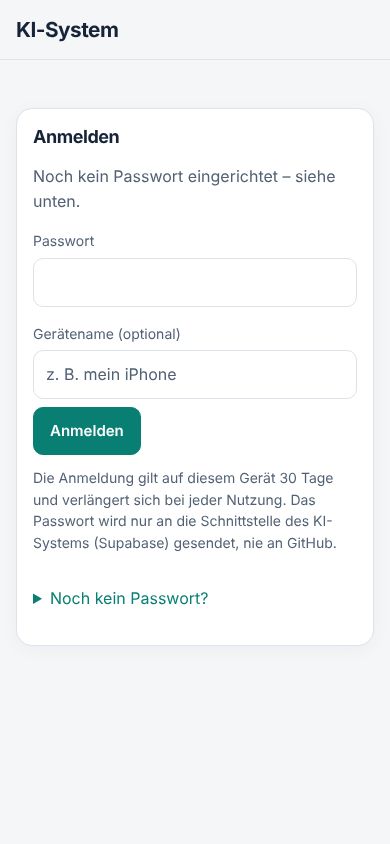 KI-System
Anmelden
Noch kein Passwort eingerichtet – siehe
unten.
Passwort
Gerätename (optional)
z. B. mein iPhone
Anmelden
Die Anmeldung gilt auf diesem Gerät 30 Tage
und verlängert sich bei jeder Nutzung. Das
Passwort wird nur an die Schnittstelle des KI-
Systems (Supabase) gesendet, nie an GitHub.
Noch kein Passwort?